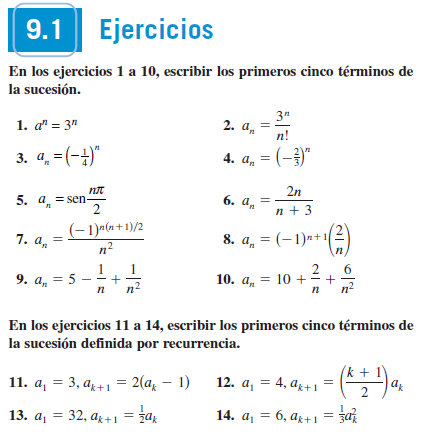 9.1 Ejercicios
En los ejercicios 1 a 10, escribir los primeros cinco términos de
la sucesión.
1. aⁿ = 3ⁿ 2. aₙ = 3ⁿ/n!
3. aₙ = (−1/4)ⁿ 4. aₙ = (−2/3)ⁿ
5. aₙ = sen nπ/2 6. aₙ = 2n/(n + 3)
7. aₙ = (−1)^(n(n+1)/2)/n² 8. aₙ = (−1)ⁿ⁺¹(2/n)
9. aₙ = 5 − 1/n + 1/n² 10. aₙ = 10 + 2/n + 6/n²
En los ejercicios 11 a 14, escribir los primeros cinco términos de
la sucesión definida por recurrencia.
11. a₁ = 3, aₖ₊₁ = 2(aₖ − 1) 12. a₁ = 4, aₖ₊₁ = ((k + 1)/2) aₖ
13. a₁ = 32, aₖ₊₁ = ½aₖ 14. a₁ = 6, aₖ₊₁ = ⅓aₖ²